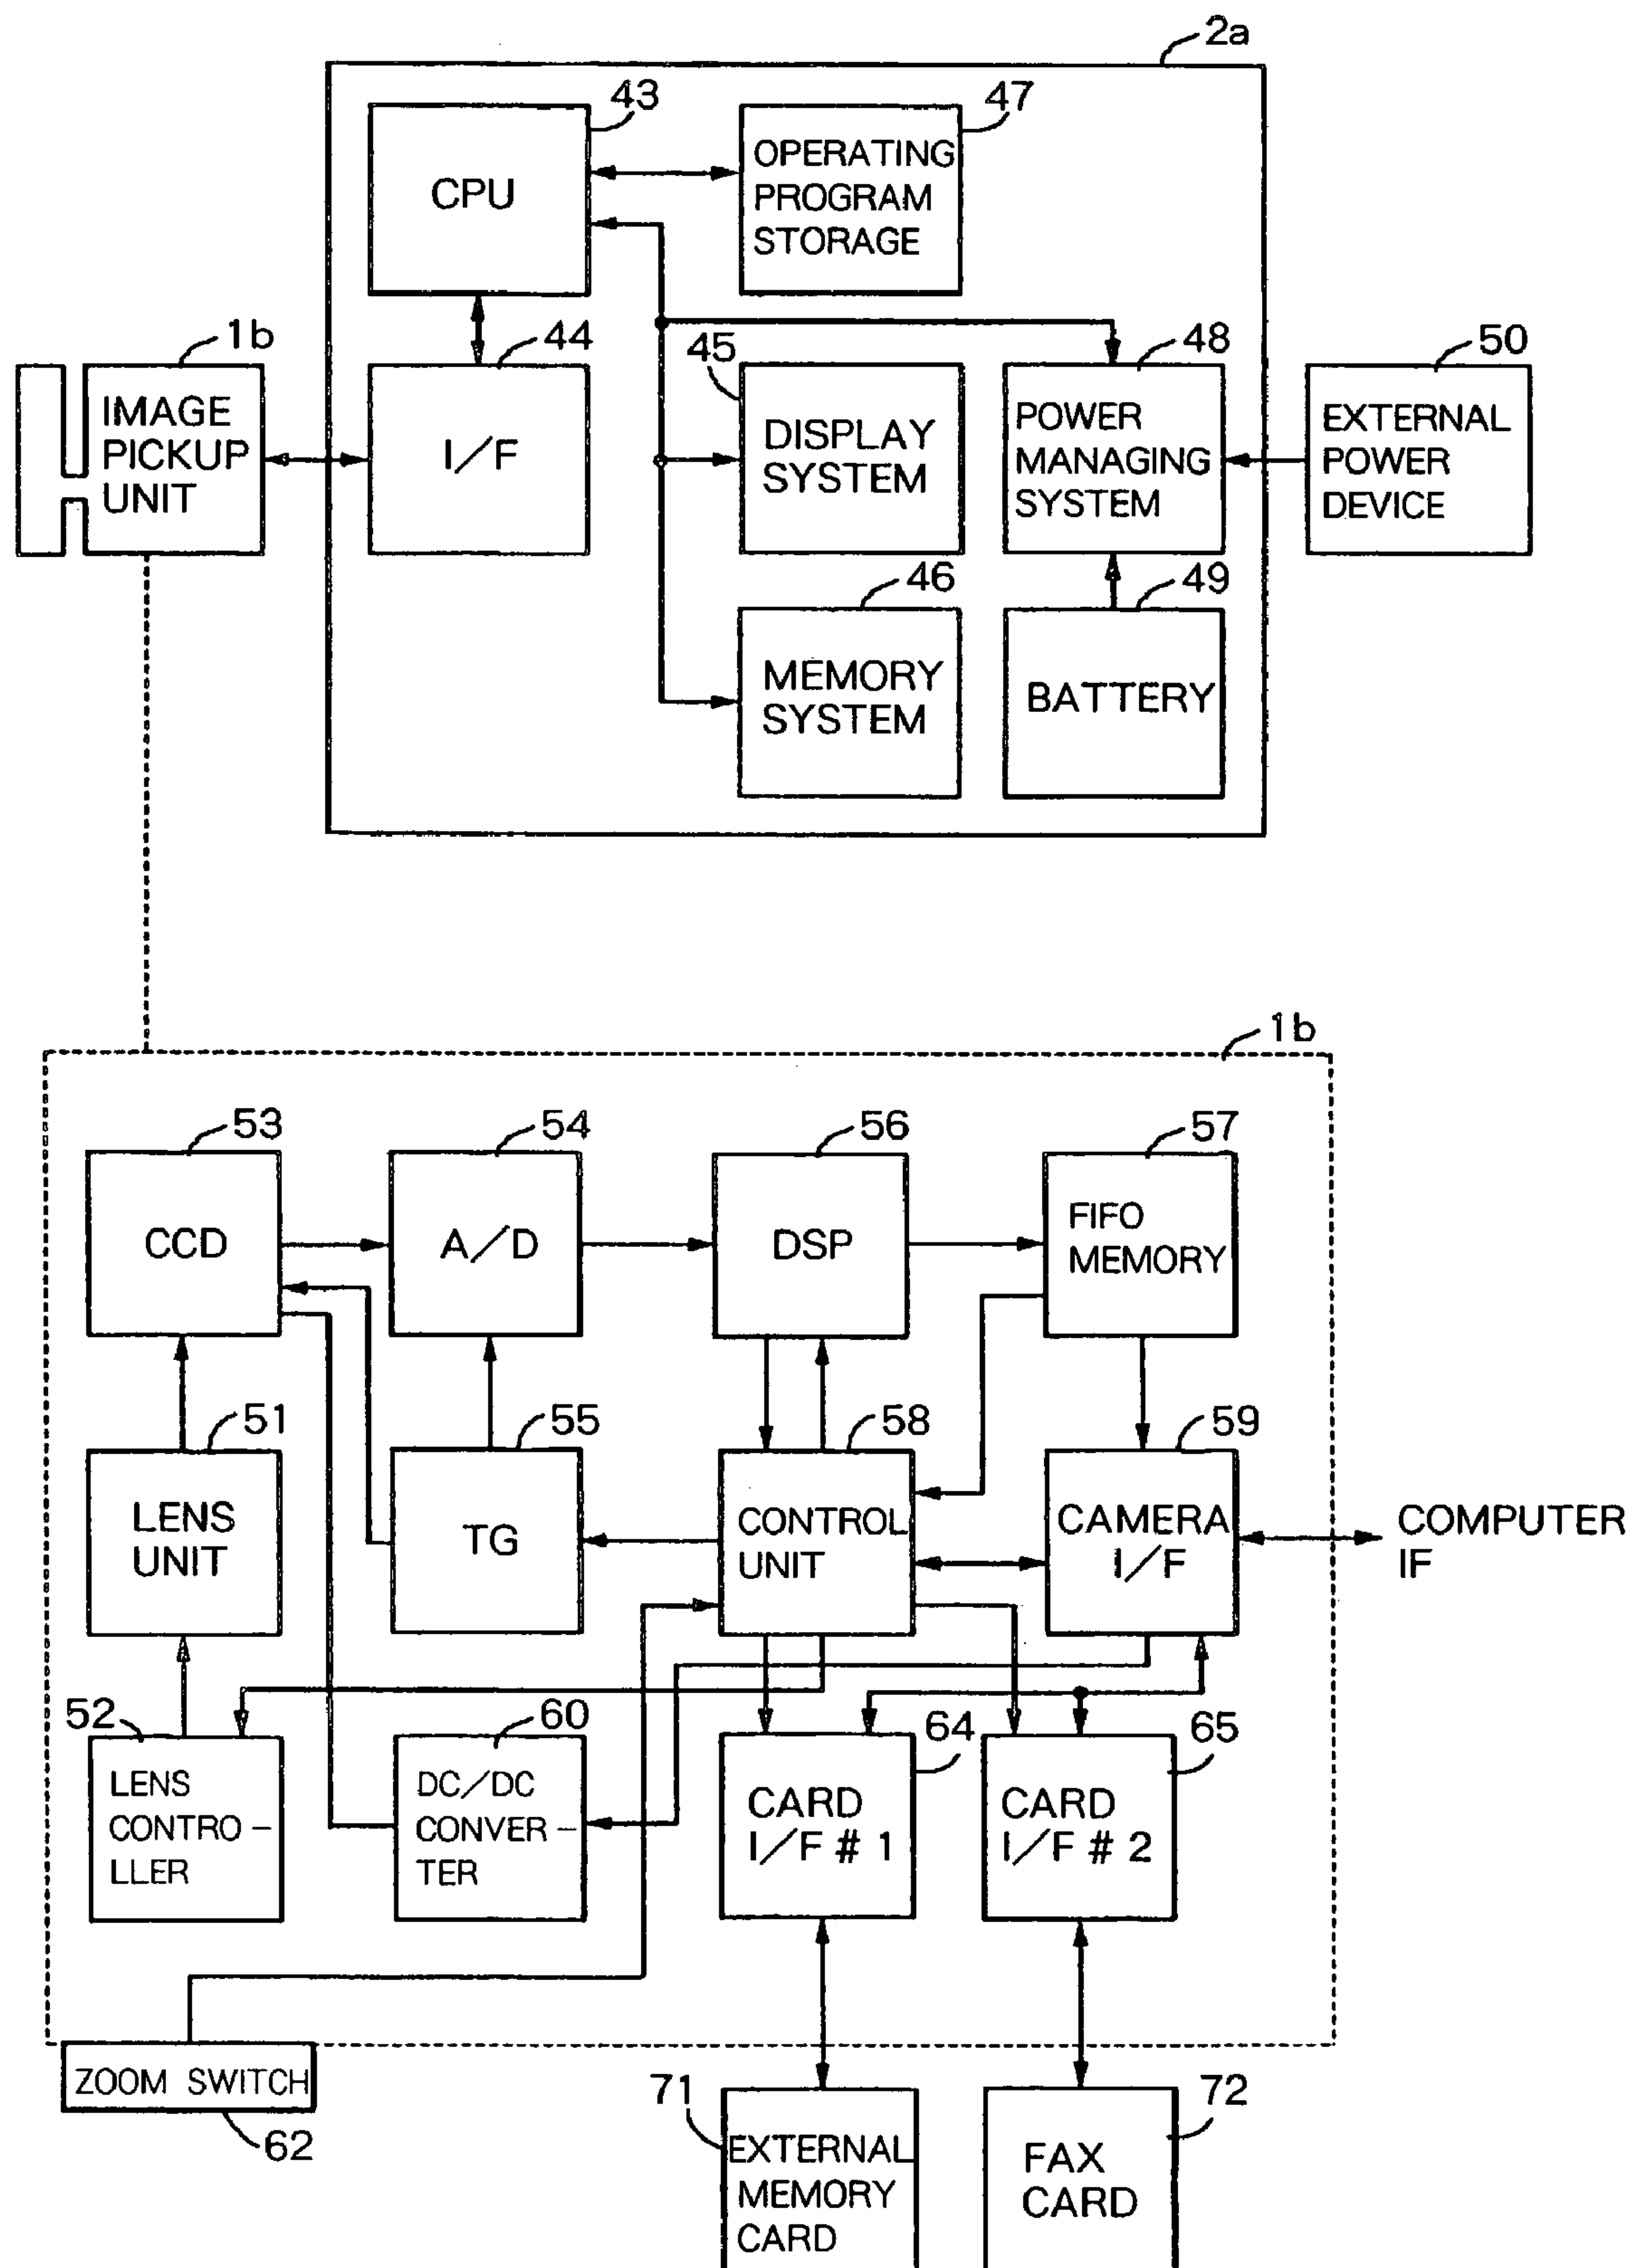 2a
43
CPU
47
OPERATING
PROGRAM
STORAGE
1b
IMAGE
PICKUP
UNIT
44
I/F
45
DISPLAY
SYSTEM
48
POWER
MANAGING
SYSTEM
50
EXTERNAL
POWER
DEVICE
46
MEMORY
SYSTEM
49
BATTERY
1b
53
CCD
54
A/D
56
DSP
57
FIFO
MEMORY
51
LENS
UNIT
55
TG
58
CONTROL
UNIT
59
CAMERA
I/F
COMPUTER
IF
52
LENS
CONTRO-
LLER
60
DC/DC
CONVER-
TER
64
CARD
I/F # 1
65
CARD
I/F # 2
ZOOM SWITCH
62
71
EXTERNAL
MEMORY
CARD
72
FAX
CARD